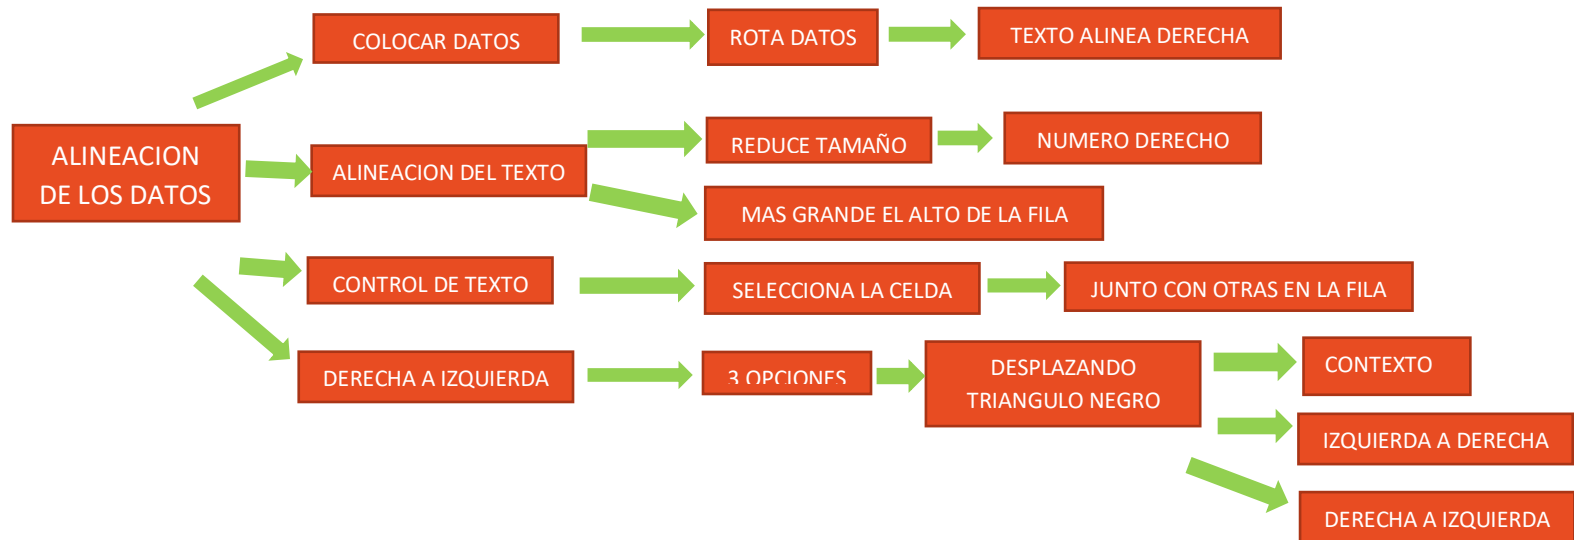 COLOCAR DATOS
ROTA DATOS
TEXTO ALINEA DERECHA
ALINEACION
DE LOS DATOS
ALINEACION DEL TEXTO
REDUCE TAMAÑO
NUMERO DERECHO
MAS GRANDE EL ALTO DE LA FILA
CONTROL DE TEXTO
SELECCIONA LA CELDA
JUNTO CON OTRAS EN LA FILA
DERECHA A IZQUIERDA
3 OPCIONES
DESPLAZANDO
TRIANGULO NEGRO
CONTEXTO
IZQUIERDA A DERECHA
DERECHA A IZQUIERDA